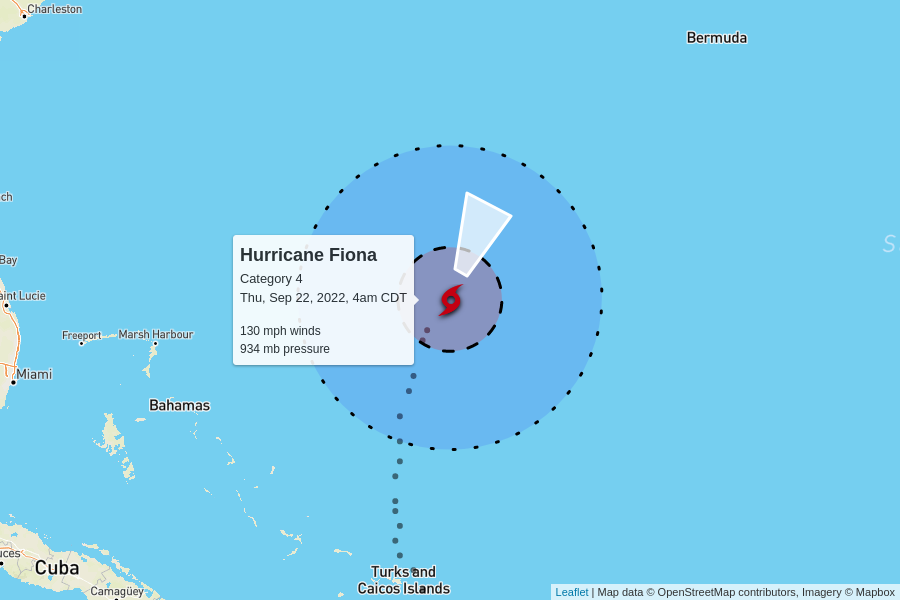 Charleston
Bermuda
ch
S
Bay
Hurricane Fiona
Category 4
Thu, Sep 22, 2022, 4am CDT
130 mph winds
934 mb pressure
aint Lucie
Freeport
Marsh Harbour
Miami
Bahamas
uces
Cuba
Camagüey
Turks and
Caicos Islands
Leaflet | Map data © OpenStreetMap contributors, Imagery © Mapbox